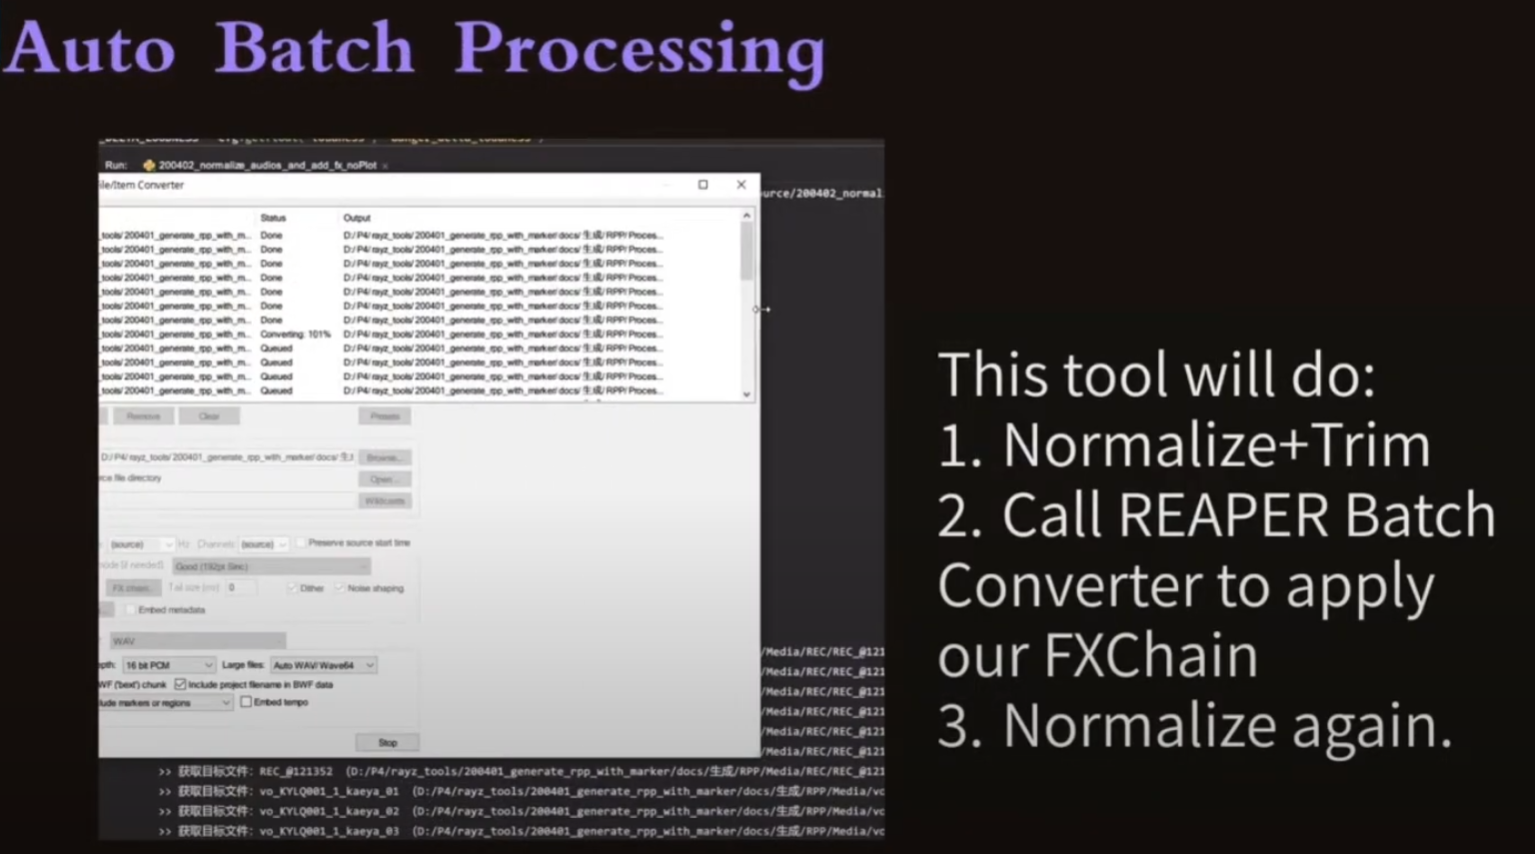 Auto Batch Processing
Run: 200402_normalize_audios_and_add_fx_noPlot ×
ile/Item Converter
urce/200402_normal
Status Output
_tools/200401_generate_rpp_with_m... Done D:/P4/rayz_tools/200401_generate_rpp_with_marker/docs/生成/RPP/Proces...
_tools/200401_generate_rpp_with_m... Done D:/P4/rayz_tools/200401_generate_rpp_with_marker/docs/生成/RPP/Proces...
_tools/200401_generate_rpp_with_m... Done D:/P4/rayz_tools/200401_generate_rpp_with_marker/docs/生成/RPP/Proces...
_tools/200401_generate_rpp_with_m... Done D:/P4/rayz_tools/200401_generate_rpp_with_marker/docs/生成/RPP/Proces...
_tools/200401_generate_rpp_with_m... Done D:/P4/rayz_tools/200401_generate_rpp_with_marker/docs/生成/RPP/Proces...
_tools/200401_generate_rpp_with_m... Done D:/P4/rayz_tools/200401_generate_rpp_with_marker/docs/生成/RPP/Proces...
_tools/200401_generate_rpp_with_m... Done D:/P4/rayz_tools/200401_generate_rpp_with_marker/docs/生成/RPP/Proces...
_tools/200401_generate_rpp_with_m... Converting: 101% D:/P4/rayz_tools/200401_generate_rpp_with_marker/docs/生成/RPP/Proces...
_tools/200401_generate_rpp_with_m... Queued D:/P4/rayz_tools/200401_generate_rpp_with_marker/docs/生成/RPP/Proces...
_tools/200401_generate_rpp_with_m... Queued D:/P4/rayz_tools/200401_generate_rpp_with_marker/docs/生成/RPP/Proces...
_tools/200401_generate_rpp_with_m... Queued D:/P4/rayz_tools/200401_generate_rpp_with_marker/docs/生成/RPP/Proces...
_tools/200401_generate_rpp_with_m... Queued D:/P4/rayz_tools/200401_generate_rpp_with_marker/docs/生成/RPP/Proces...
Remove Clear Presets
D:/P4/rayz_tools/200401_generate_rpp_with_marker/docs/生 Browse...
rce file directory Open...
Wildcards
(source) Hz Channels: (source) Preserve source start time
mode (if needed): Good (192pt Sinc)
FX chain... Tail size (ms): 0 Dither Noise shaping
Embed metadata
WAV
pth: 16 bit PCM Large files: Auto WAV/Wave64
WF ('bext') chunk Include project filename in BWF data
lude markers or regions Embed tempo
Stop
/Media/REC/REC_@121
/Media/REC/REC_@121
/Media/REC/REC_@121
/Media/REC/REC_@121
/Media/REC/REC_@121
/Media/REC/REC_@121
>> 获取目标文件: REC_@121352 (D:/P4/rayz_tools/200401_generate_rpp_with_marker/docs/生成/RPP/Media/REC/REC_@121
>> 获取目标文件: vo_KYLQ001_1_kaeya_01 (D:/P4/rayz_tools/200401_generate_rpp_with_marker/docs/生成/RPP/Media/vo
>> 获取目标文件: vo_KYLQ001_1_kaeya_02 (D:/P4/rayz_tools/200401_generate_rpp_with_marker/docs/生成/RPP/Media/vo
>> 获取目标文件: vo_KYLQ001_1_kaeya_03 (D:/P4/rayz_tools/200401_generate_rpp_with_marker/docs/生成/RPP/Media/vo
This tool will do:
1. Normalize+Trim
2. Call REAPER Batch
Converter to apply
our FXChain
3. Normalize again.